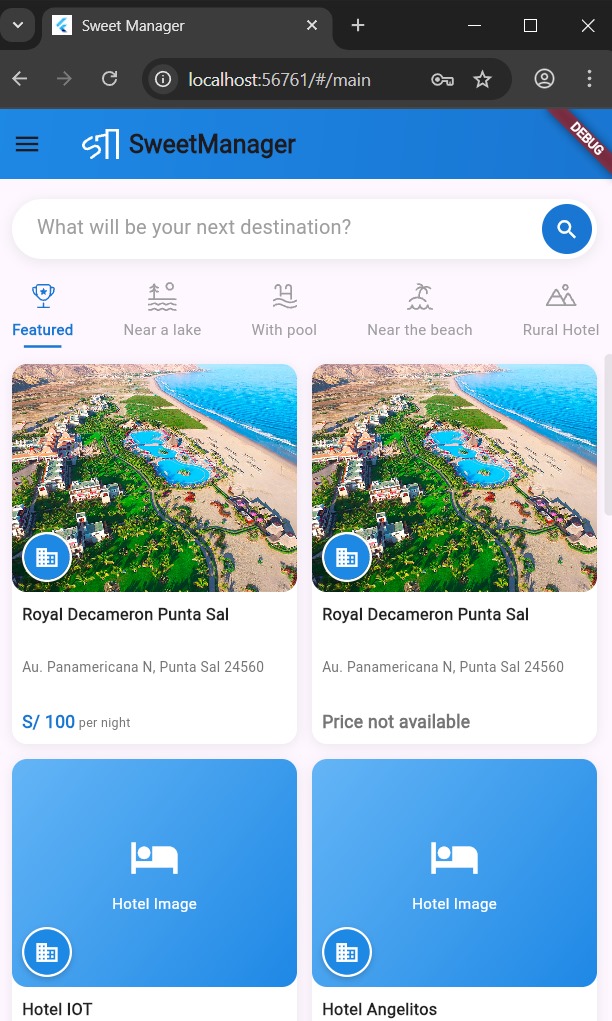 Sweet Manager
localhost:56761/#/main
DEBUG
SweetManager
What will be your next destination?
Featured
Near a lake
With pool
Near the beach
Rural Hotel
Royal Decameron Punta Sal
Royal Decameron Punta Sal
Au. Panamericana N, Punta Sal 24560
Au. Panamericana N, Punta Sal 24560
S/ 100 per night
Price not available
Hotel Image
Hotel Image
Hotel IOT
Hotel Angelitos